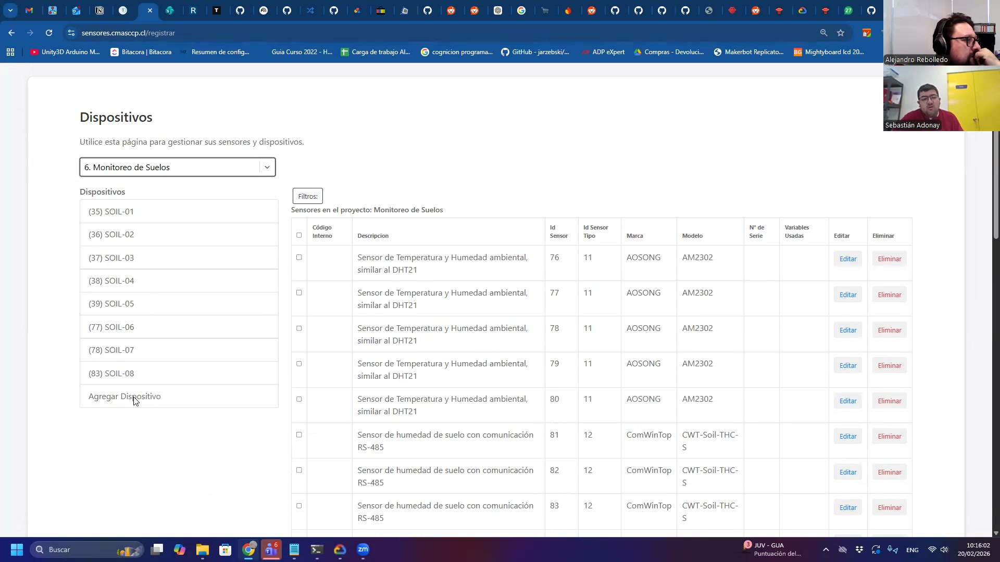 27
sensores.cmasccp.cl/registrar
Unity3D Arduino M...
Bitacora | Bitacora
Resumen de config...
Guia Curso 2022 - H...
Carga de trabajo Al...
cognicion programa...
GitHub - jarzebski/...
ADP eXpert
Compras - Devoluci...
Makerbot Replicato...
BG Mightyboard lcd 20...
Alejandro Rebolledo
Sebastián Adonay
Dispositivos
Utilice esta página para gestionar sus sensores y dispositivos.
6. Monitoreo de Suelos
Dispositivos
(35) SOIL-01
(36) SOIL-02
(37) SOIL-03
(38) SOIL-04
(39) SOIL-05
(77) SOIL-06
(78) SOIL-07
(83) SOIL-08
Agregar Dispositivo
Filtros:
Sensores en el proyecto: Monitoreo de Suelos
Código Interno Descripcion Id Sensor Id Sensor Tipo Marca Modelo N° de Serie Variables Usadas Editar Eliminar
Sensor de Temperatura y Humedad ambiental, 76 11 AOSONG AM2302 Editar Eliminar
similar al DHT21
Sensor de Temperatura y Humedad ambiental, 77 11 AOSONG AM2302 Editar Eliminar
similar al DHT21
Sensor de Temperatura y Humedad ambiental, 78 11 AOSONG AM2302 Editar Eliminar
similar al DHT21
Sensor de Temperatura y Humedad ambiental, 79 11 AOSONG AM2302 Editar Eliminar
similar al DHT21
Sensor de Temperatura y Humedad ambiental, 80 11 AOSONG AM2302 Editar Eliminar
similar al DHT21
Sensor de humedad de suelo con comunicación 81 12 ComWinTop CWT-Soil-THC- Editar Eliminar
RS-485 S
Sensor de humedad de suelo con comunicación 82 12 ComWinTop CWT-Soil-THC- Editar Eliminar
RS-485 S
Sensor de humedad de suelo con comunicación 83 12 ComWinTop CWT-Soil-THC- Editar Eliminar
RS-485 S
Buscar
6
zm
3
JUV - GUA
Puntuación del...
ENG
10:16:02
20/02/2026